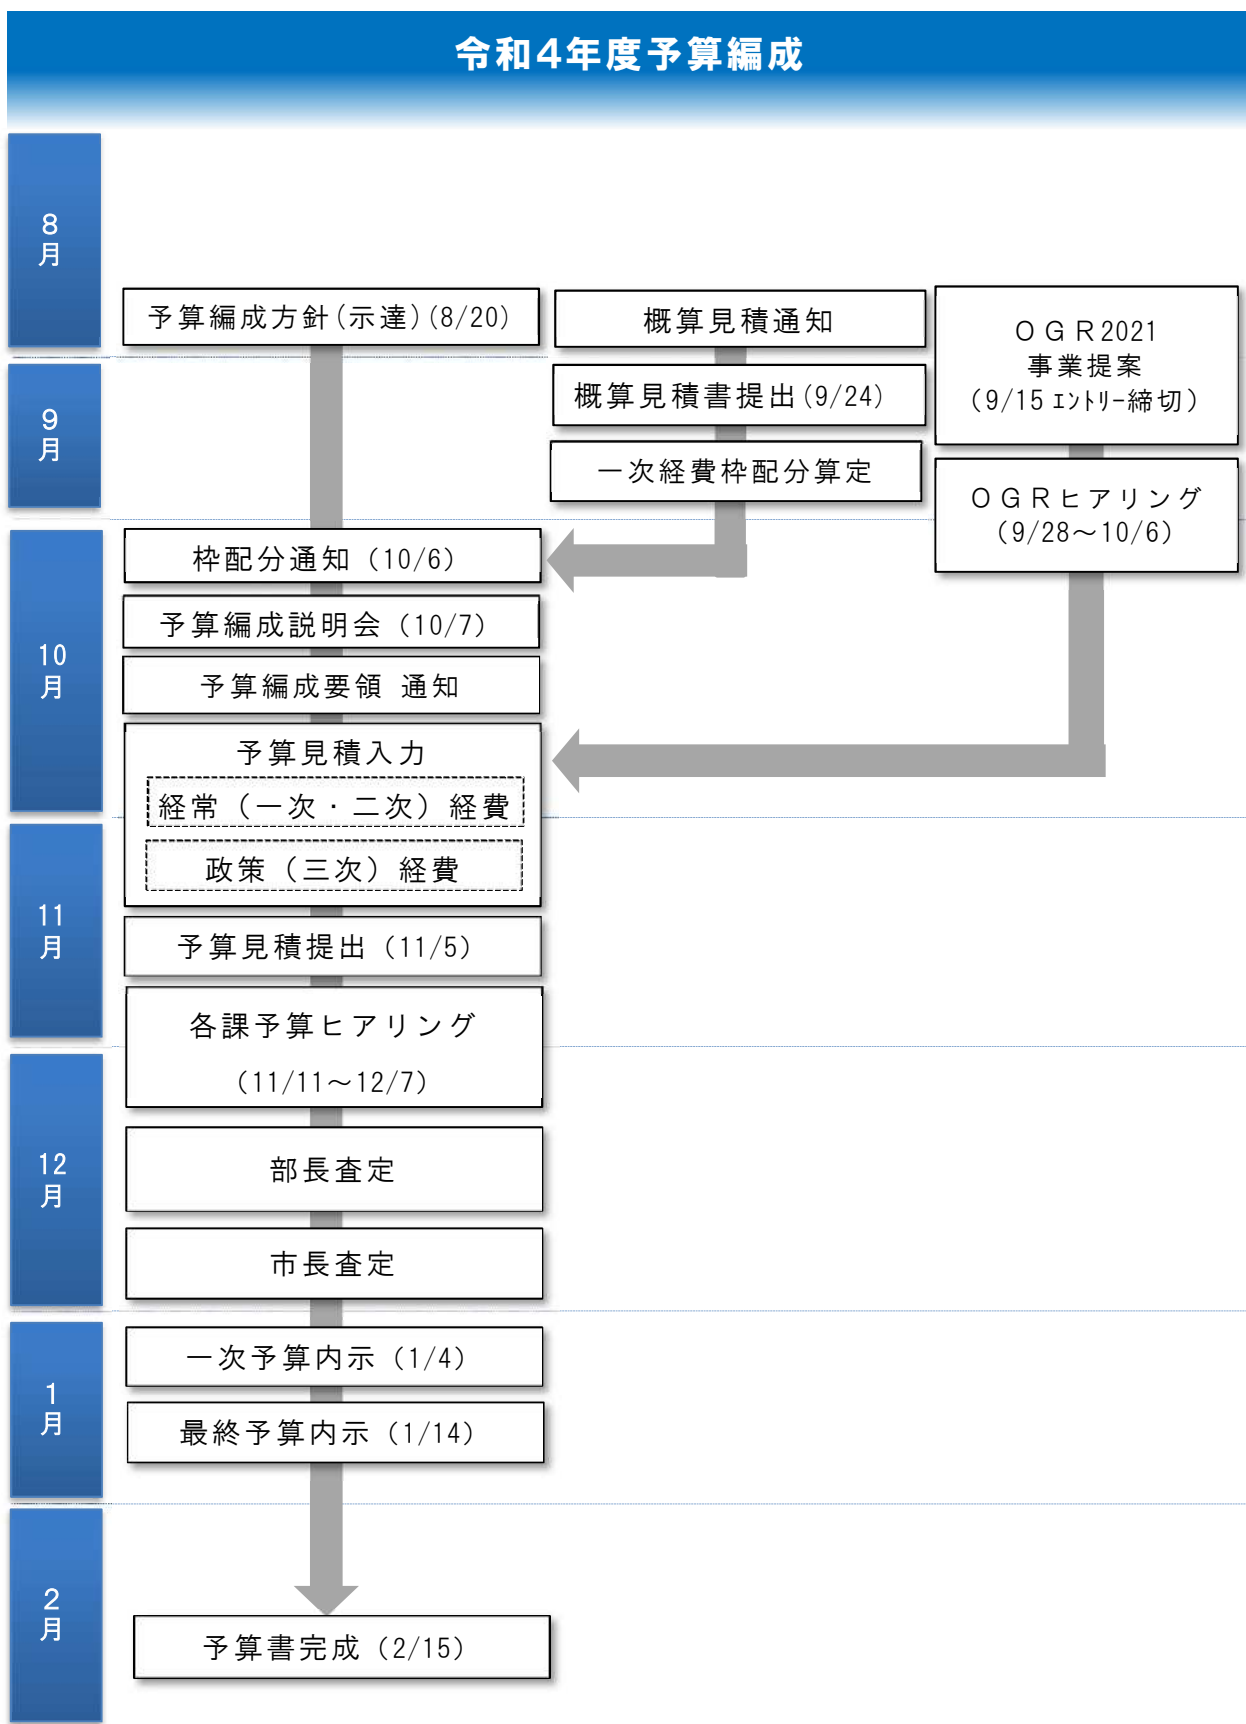 令和4年度予算編成
8
月
予算編成方針(示達)(8/20)
概算見積通知
OGR2021
事業提案
(9/15 ｴﾝﾄﾘｰ締切)
9
月
概算見積書提出(9/24)
一次経費枠配分算定
OGRヒアリング
(9/28～10/6)
10
月
枠配分通知（10/6）
予算編成説明会（10/7）
予算編成要領 通知
予算見積入力
経常（一次・二次）経費
政策（三次）経費
11
月
予算見積提出（11/5）
各課予算ヒアリング
（11/11～12/7）
12
月
部長査定
市長査定
1
月
一次予算内示（1/4）
最終予算内示（1/14）
2
月
予算書完成（2/15）